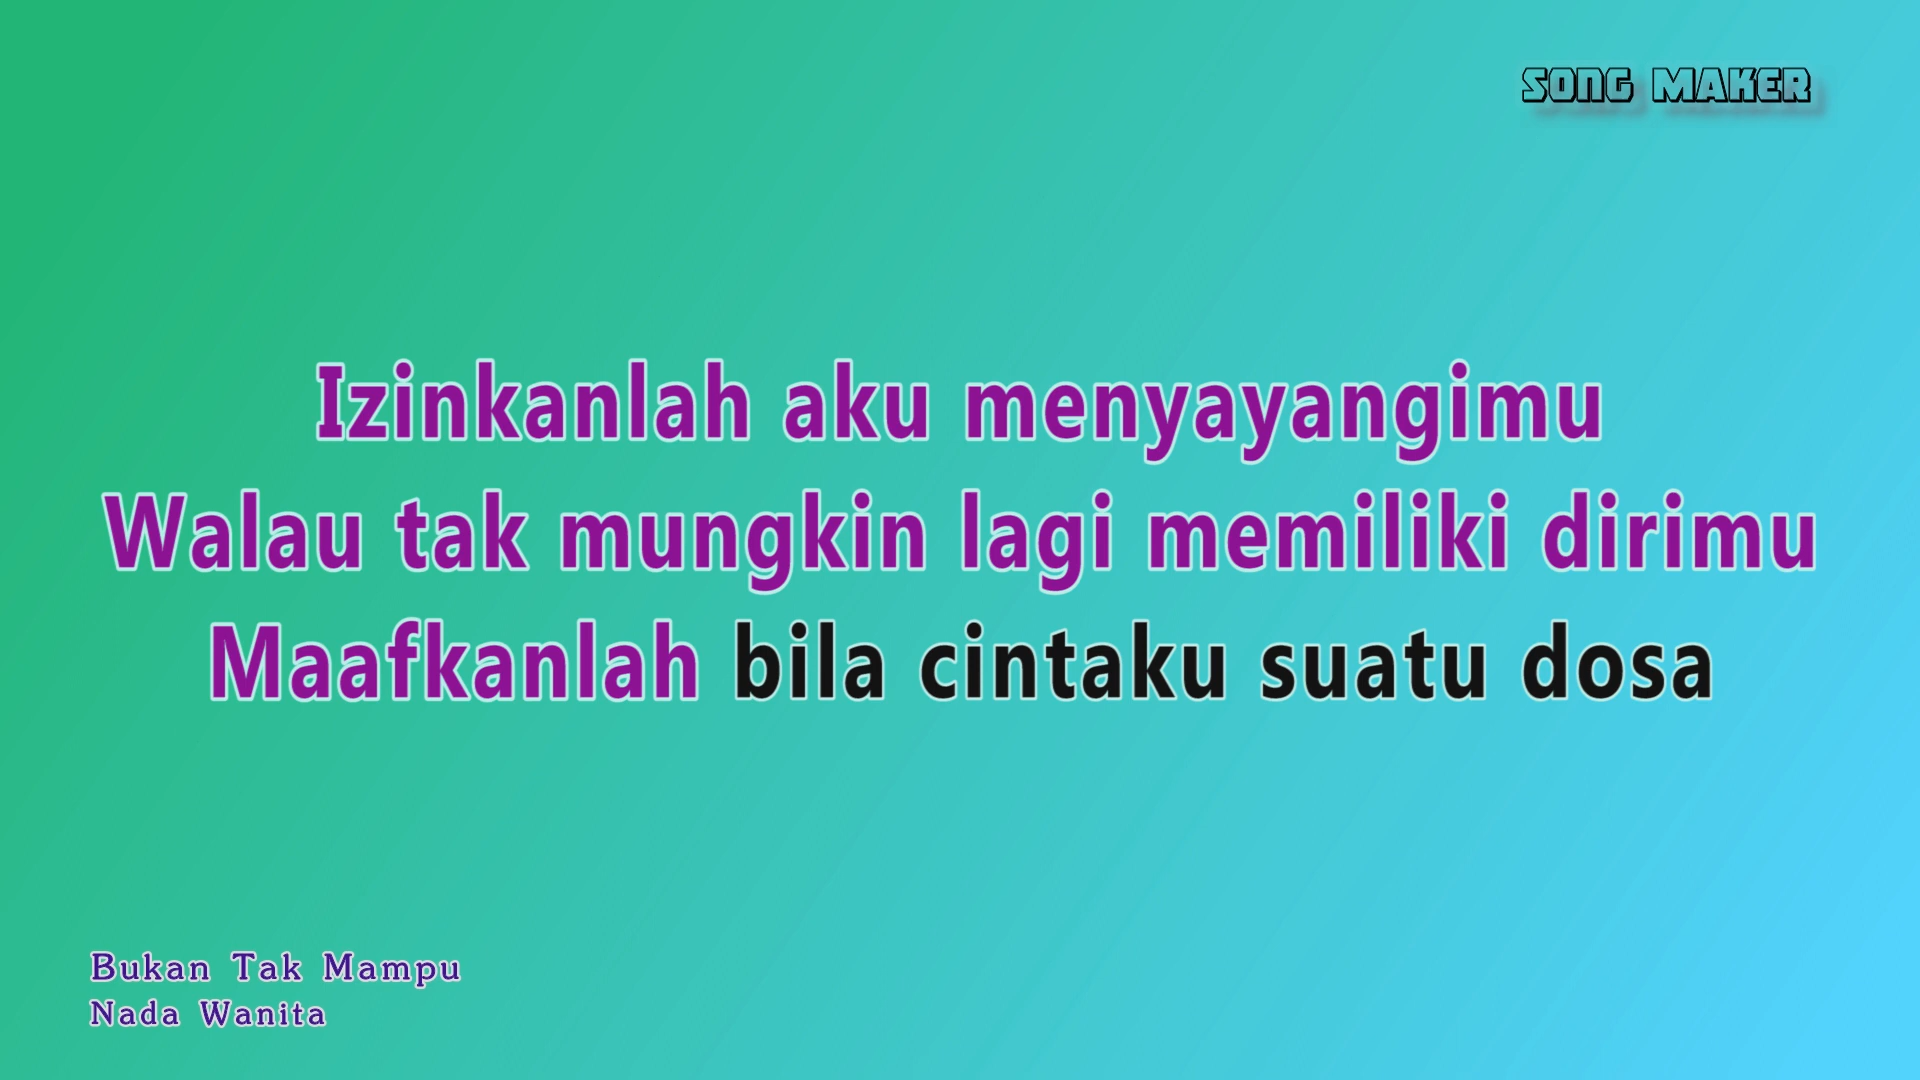 SONG MAKER
Izinkanlah aku menyayangimu
Walau tak mungkin lagi memiliki dirimu
Maafkanlah bila cintaku suatu dosa
Bukan Tak Mampu
Nada Wanita